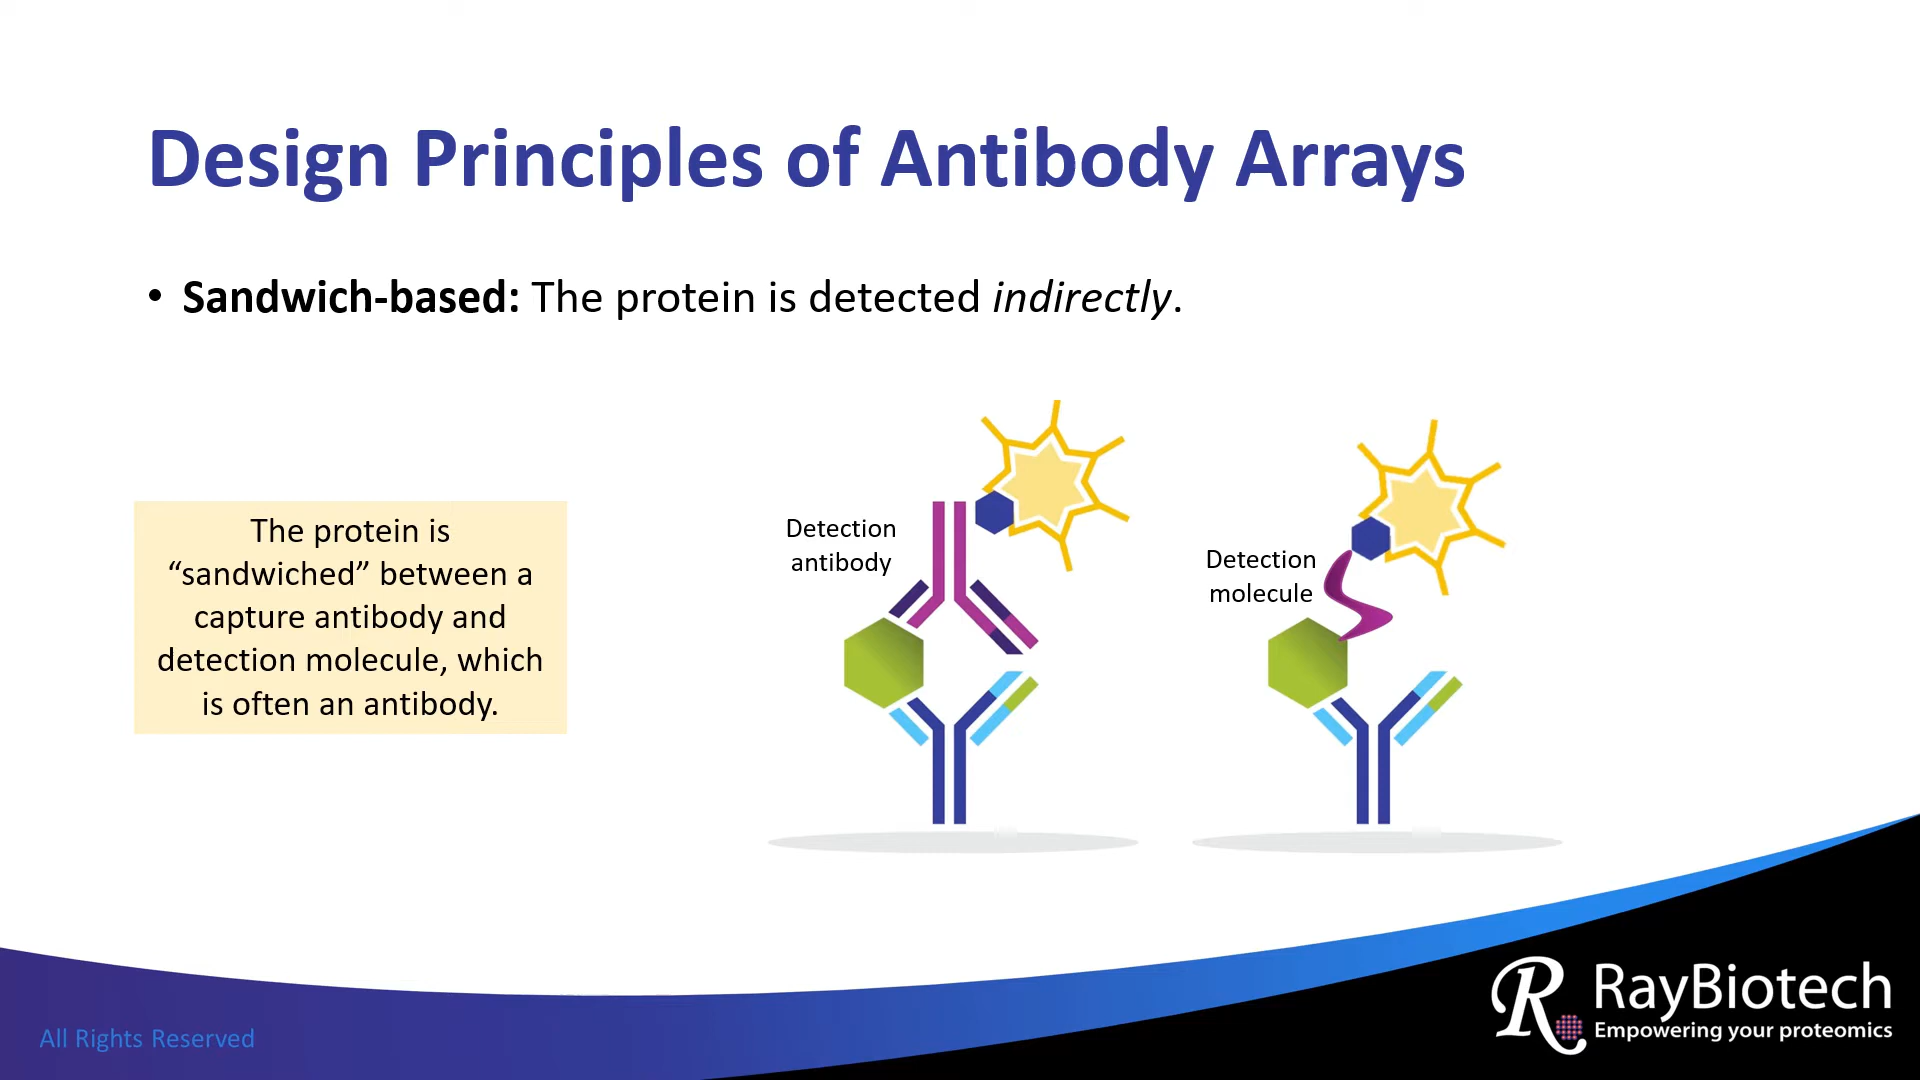 Design Principles of Antibody Arrays
• Sandwich-based: The protein is detected indirectly.
The protein is
“sandwiched” between a
capture antibody and
detection molecule, which
is often an antibody.
Detection
antibody
Detection
molecule
All Rights Reserved
RayBiotech
Empowering your proteomics